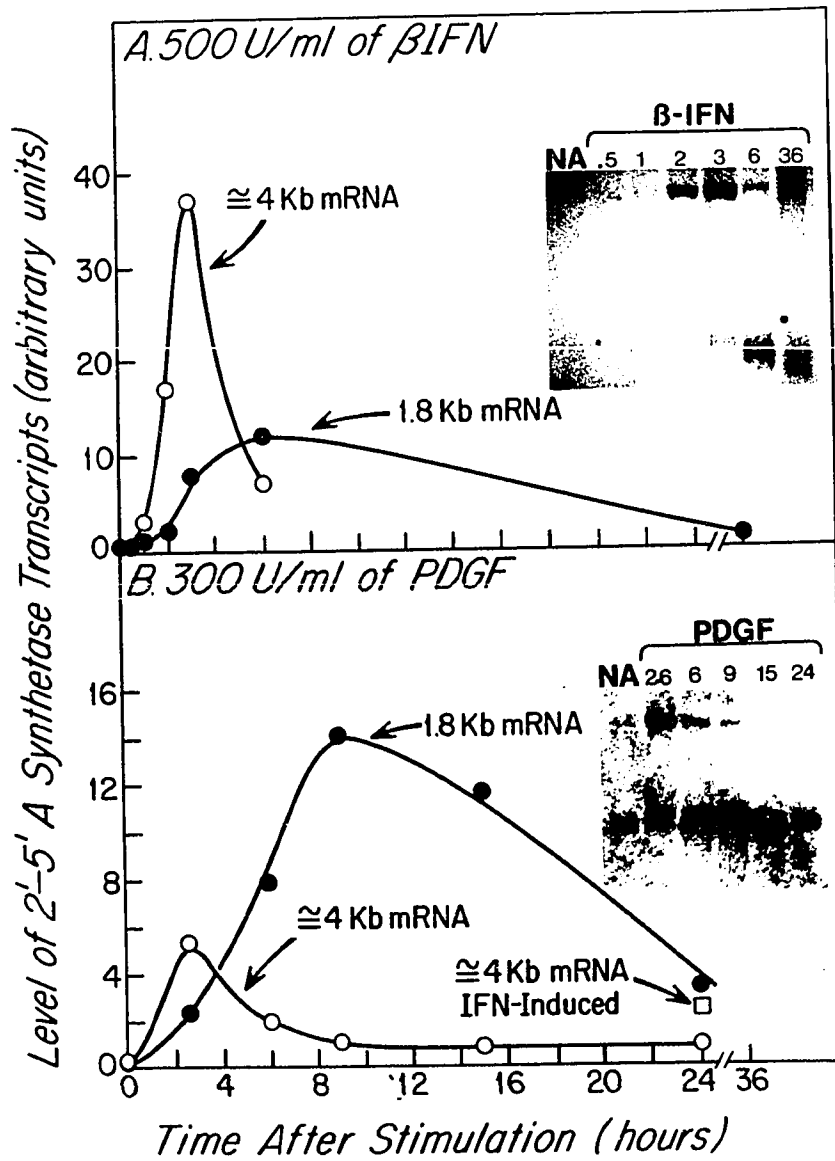 A. 500 U/ml of βIFN
β-IFN
NA .5 1 2 3 6 36
40
≅4 Kb mRNA
30
20
1.8 Kb mRNA
10
0
B. 300 U/ml of PDGF
PDGF
NA 2.6 6 9 15 24
16
1.8 Kb mRNA
12
8
≅4 Kb mRNA
≅4 Kb mRNA
IFN-Induced
4
0
0 4 8 12 16 20 24 36
Time After Stimulation (hours)
Level of 2'-5' A Synthetase Transcripts (arbitrary units)